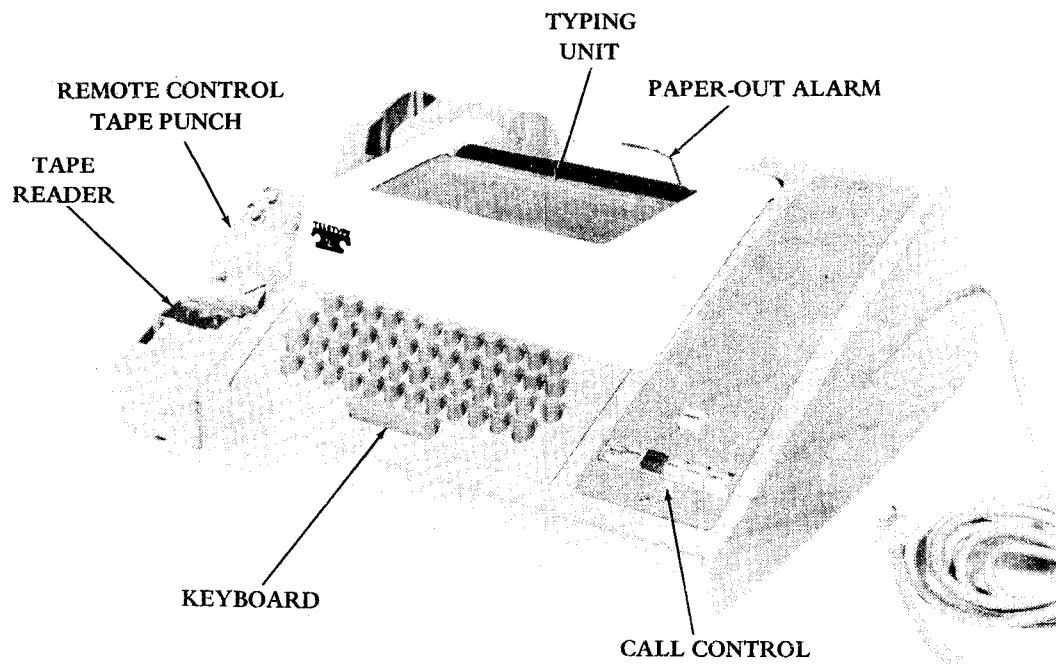 TYPING
UNIT
PAPER-OUT ALARM
REMOTE CONTROL
TAPE PUNCH
TAPE
READER
KEYBOARD
CALL CONTROL